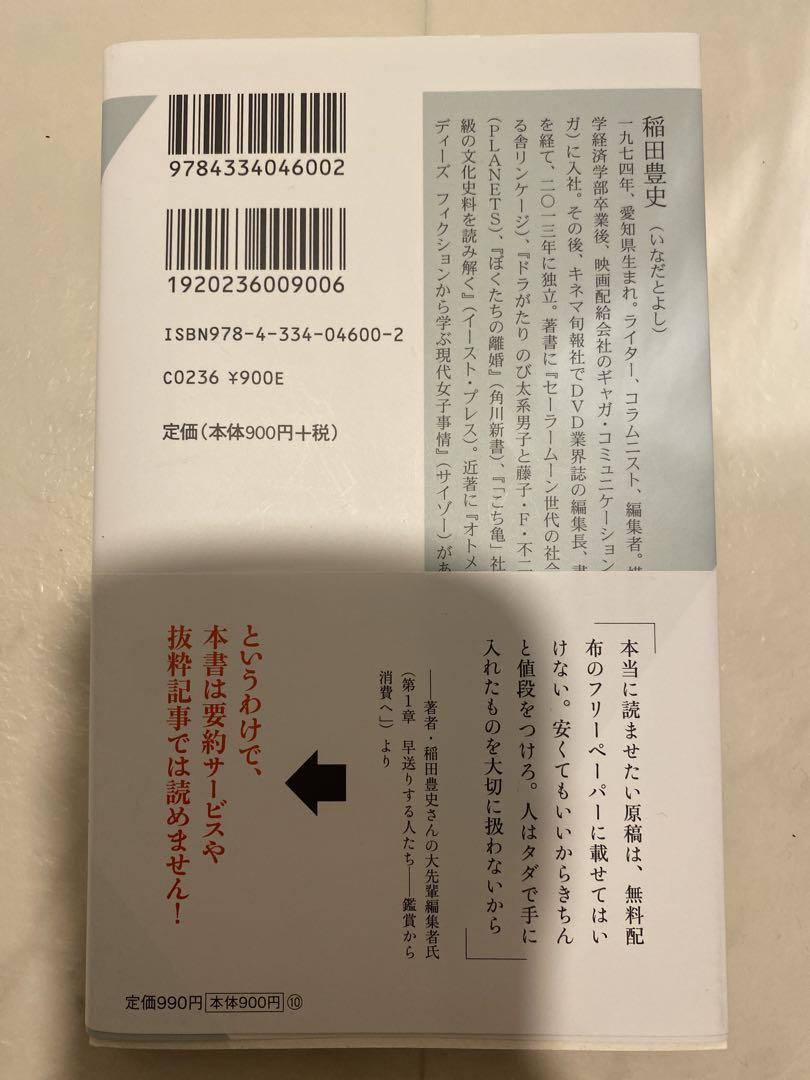 9784334046002
1920236009006
ISBN978-4-334-04600-2
C0236 ¥900E
定価(本体900円+税)
稲田豊史(いなだとよし)
一九七四年、愛知県生まれ。ライター、コラムニスト、編集者。
学経済学部卒業後、映画配給会社のギャガ・コミュニケーション
ガ)に入社。その後、キネマ旬報社でDVD業界誌の編集長、
を経て、二〇一三年に独立。著書に『セーラームーン世代の社会
る舎リンケージ)、『ドラがたり のび太系男子と藤子・F・不二
(PLANETS)、『ぼくたちの離婚』(角川新書)、『「こち亀」社
級の文化史料を読み解く』(イースト・プレス)。近著に『オトメ
ディーズ フィクションから学ぶ現代女子事情』(サイゾー)があ
「本当に読ませたい原稿は、無料配
布のフリーペーパーに載せてはい
けない。安くてもいいからきちん
と値段をつけろ。人はタダで手に
入れたものを大切に扱わないから」
――著者・稲田豊史さんの大先輩編集者氏
(第1章 早送りする人たち――鑑賞から
消費へ」)より
というわけで、
本書は要約サービスや
抜粋記事では読めません!
定価990円 本体900円 ⑩